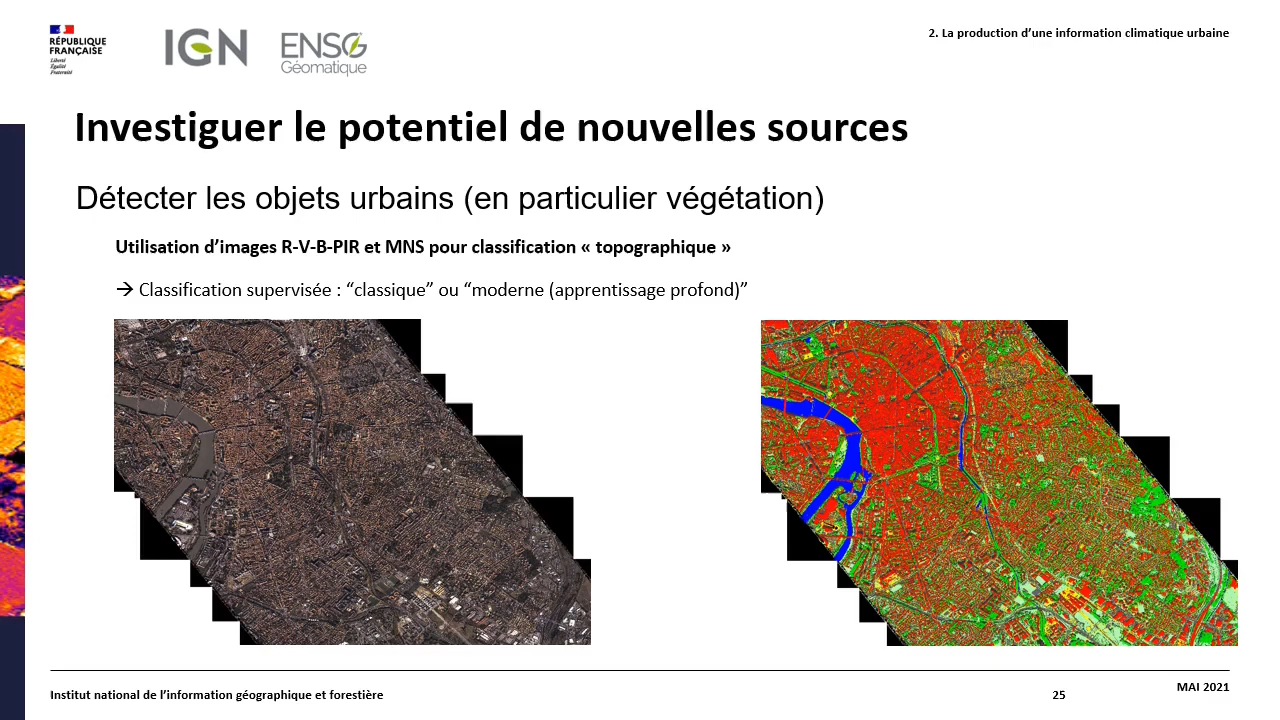 RÉPUBLIQUE
FRANÇAISE
Liberté
Égalité
Fraternité
IGN
ENSG
Géomatique
2. La production d’une information climatique urbaine
Investiguer le potentiel de nouvelles sources
Détecter les objets urbains (en particulier végétation)
Utilisation d’images R-V-B-PIR et MNS pour classification « topographique »
→ Classification supervisée : “classique” ou “moderne (apprentissage profond)”
Institut national de l’information géographique et forestière
25
MAI 2021